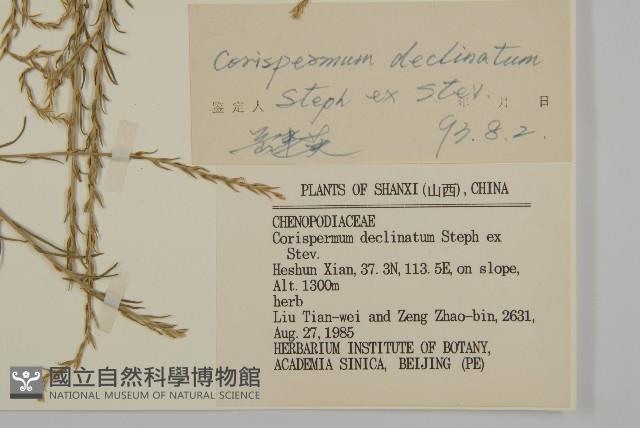 Corispermum declinatum
Steph ex Stev.
鉴定人 年 月 日
93.8.2.
PLANTS OF SHANXI (山西), CHINA
CHENOPODIACEAE
Corispermum declinatum Steph ex
Stev.
Heshun Xian, 37.3N, 113.5E, on slope,
Alt. 1300m
herb
Liu Tian-wei and Zeng Zhao-bin, 2631,
Aug. 27, 1985
HERBARIUM INSTITUTE OF BOTANY,
ACADEMIA SINICA, BEIJING (PE)
國立自然科學博物館
NATIONAL MUSEUM OF NATURAL SCIENCE